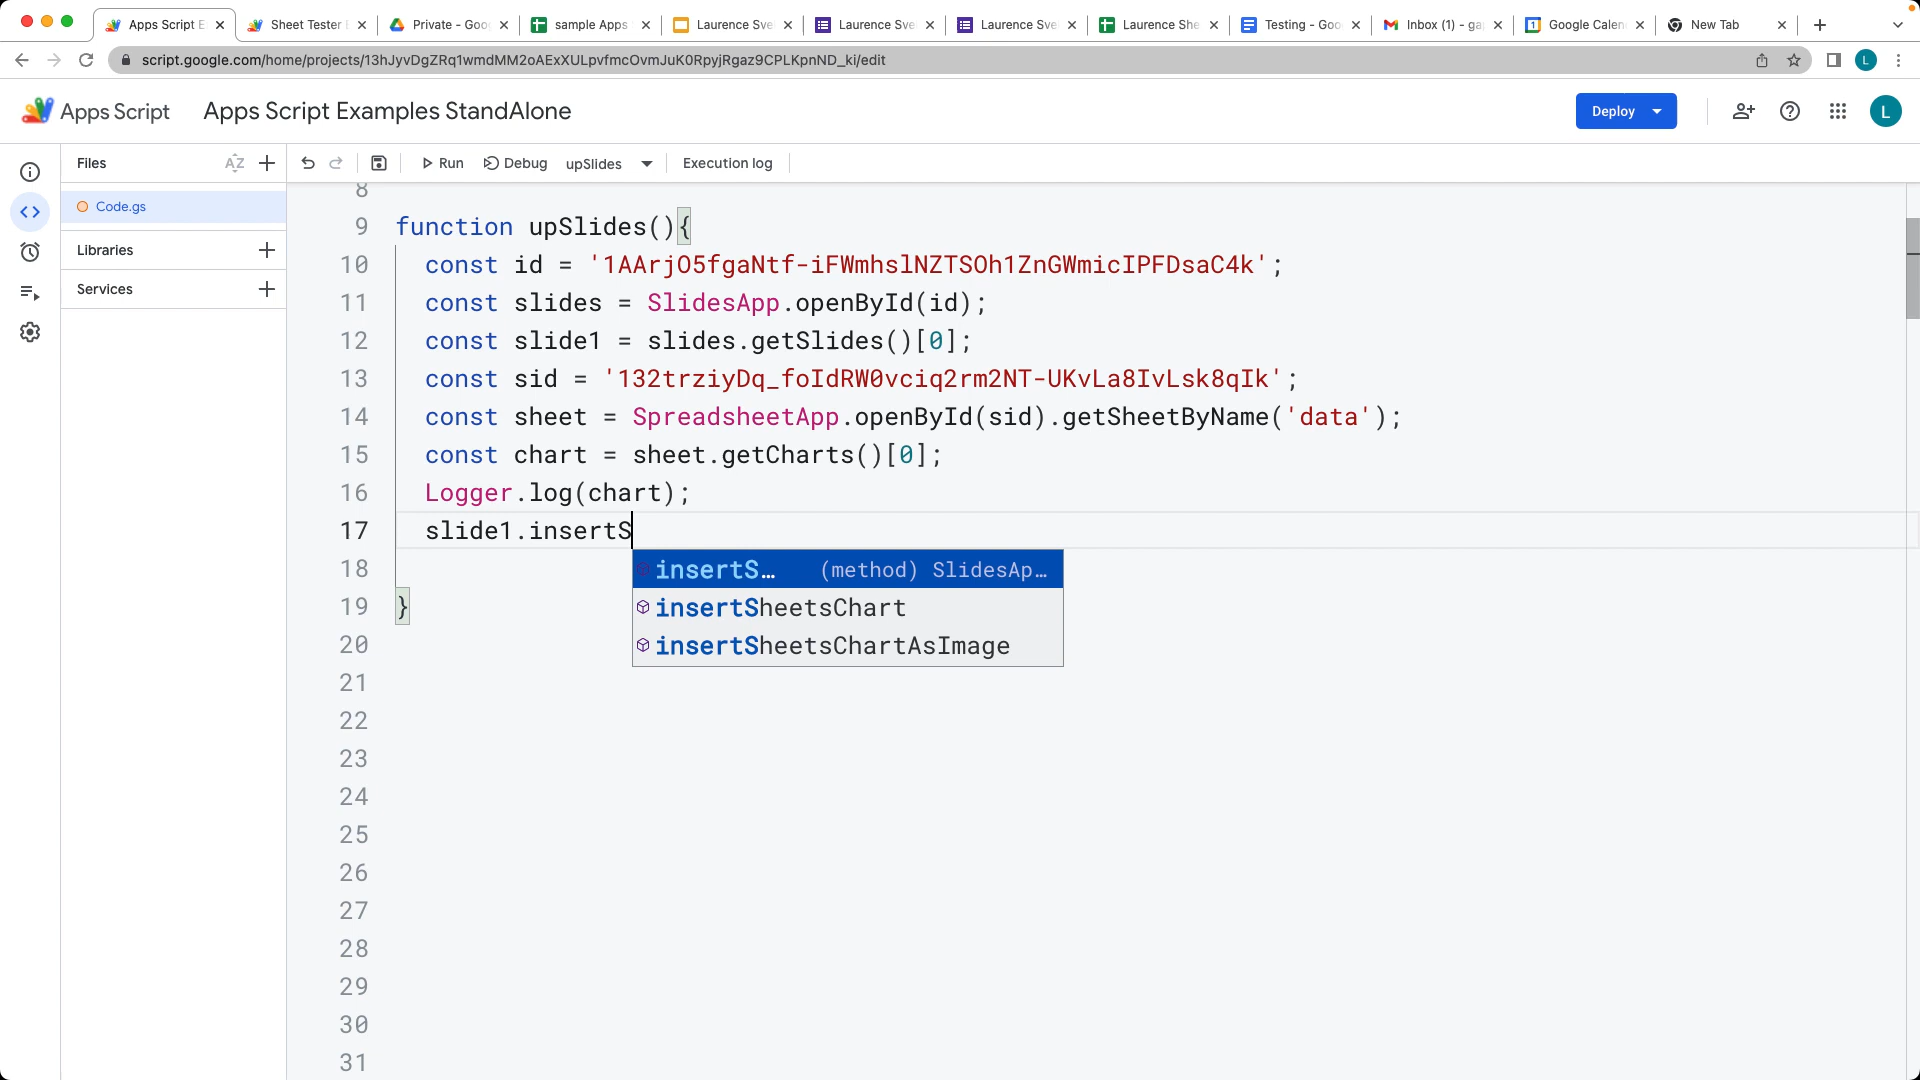 Apps Script E
Sheet Tester
Private - Goo
sample Apps
Laurence Sve
Laurence Sve
Laurence Sve
Laurence She
Testing - Goo
Inbox (1) - ga
Google Calen
New Tab
script.google.com/home/projects/13hJyvDgZRq1wmdMM2oAExXULpvfmcOvmJuK0RpyjRgaz9CPLKpnND_ki/edit
L
Apps Script
Apps Script Examples StandAlone
Deploy
L
Files
AZ
Run
Debug
upSlides
Execution log
Code.gs
Libraries
Services
8
9 function upSlides(){
10 const id = '1AArjO5fgaNtf-iFWmhslNZTSOh1ZnGWmicIPFDsaC4k';
11 const slides = SlidesApp.openById(id);
12 const slide1 = slides.getSlides()[0];
13 const sid = '132trziyDq_foIdRW0vciq2rm2NT-UKvLa8IvLsk8qIk';
14 const sheet = SpreadsheetApp.openById(sid).getSheetByName('data');
15 const chart = sheet.getCharts()[0];
16 Logger.log(chart);
17 slide1.insertS
18
insertS… (method) SlidesAp…
19 }
insertSheetsChart
20
insertSheetsChartAsImage
21
22
23
24
25
26
27
28
29
30
31